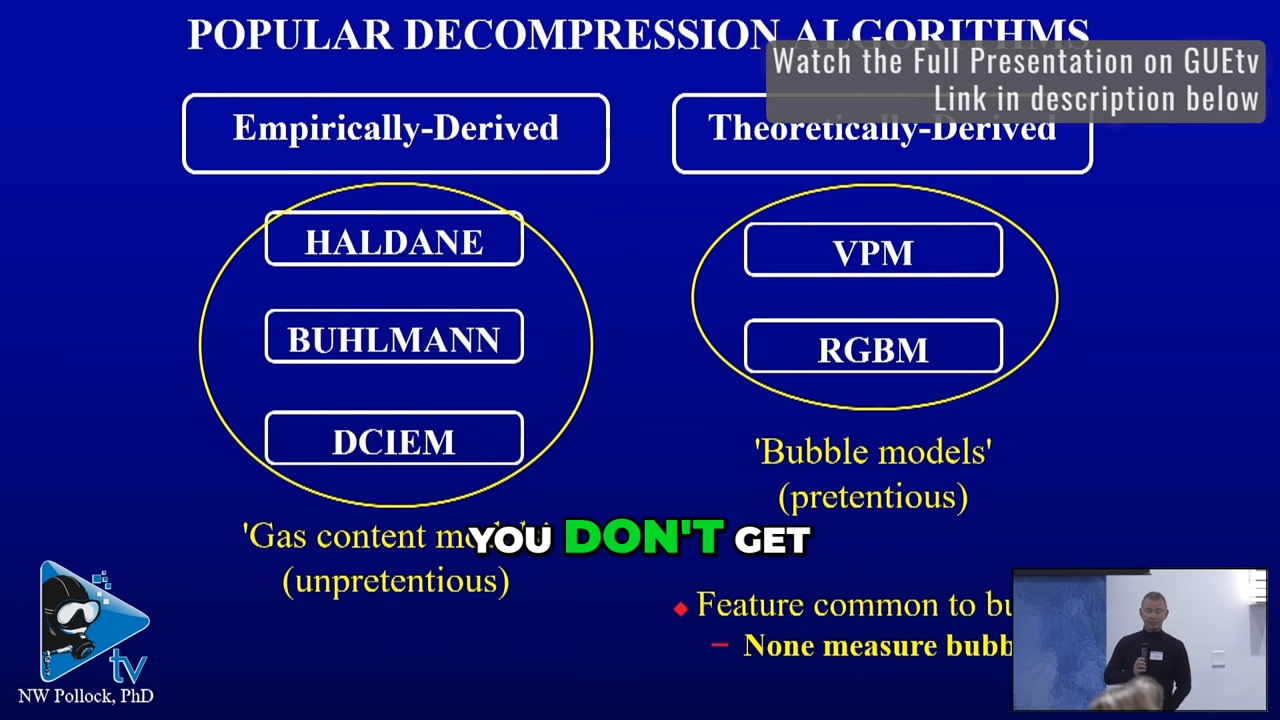 POPULAR DECOMPRESSION ALGORITHMS
Watch the Full Presentation on GUEtv
Link in description below
Empirically-Derived
Theoretically-Derived
HALDANE
BUHLMANN
DCIEM
'Gas content
(unpretentious)
VPM
RGBM
'Bubble models'
(pretentious)
YOU DON'T GET
Feature common to
None measure
tv
NW Pollock, PhD